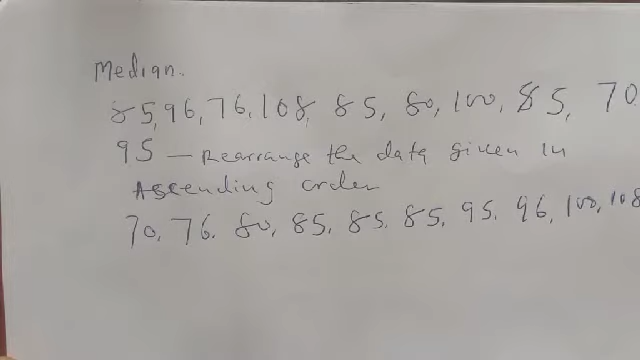 Median.
85, 96, 76, 108, 85, 80, 100, 85, 70
95 — Rearrange the data given in
Ascending order
70, 76. 80, 85. 85. 85, 95. 96, 100, 108